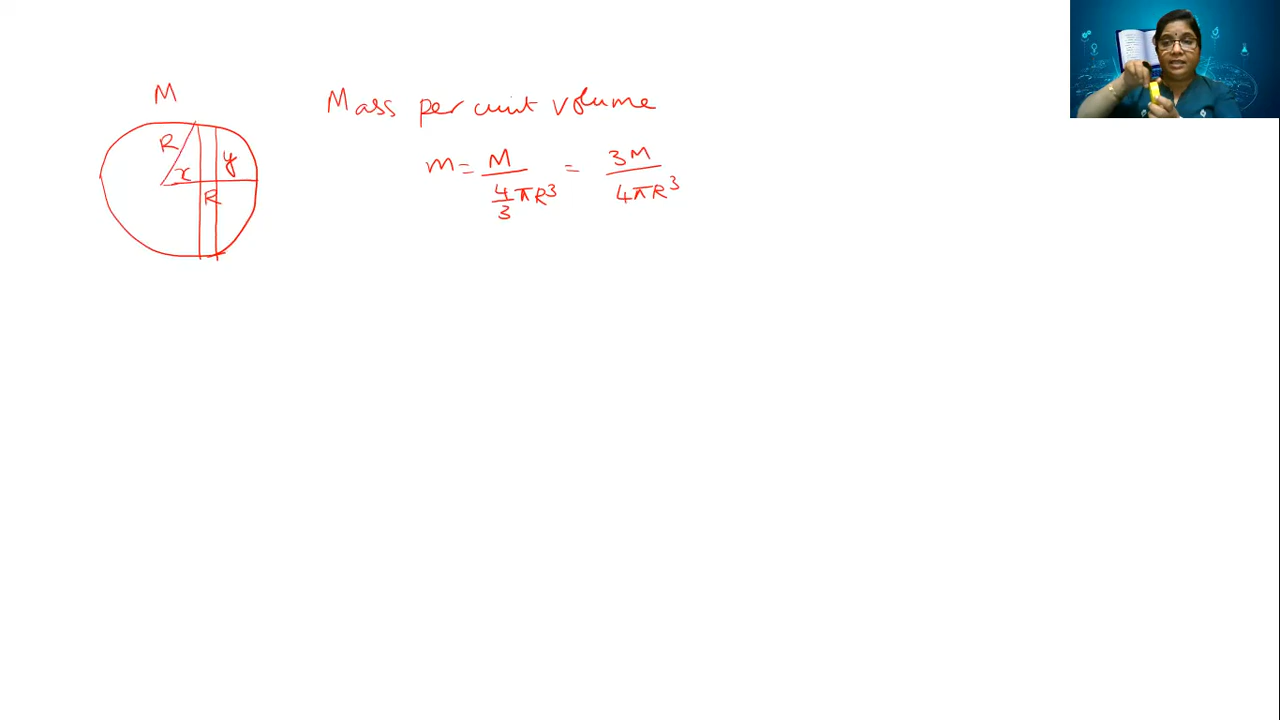 M
R
x
y
R
Mass per unit volume
m = M / 4/3 πR³ = 3M / 4πR³